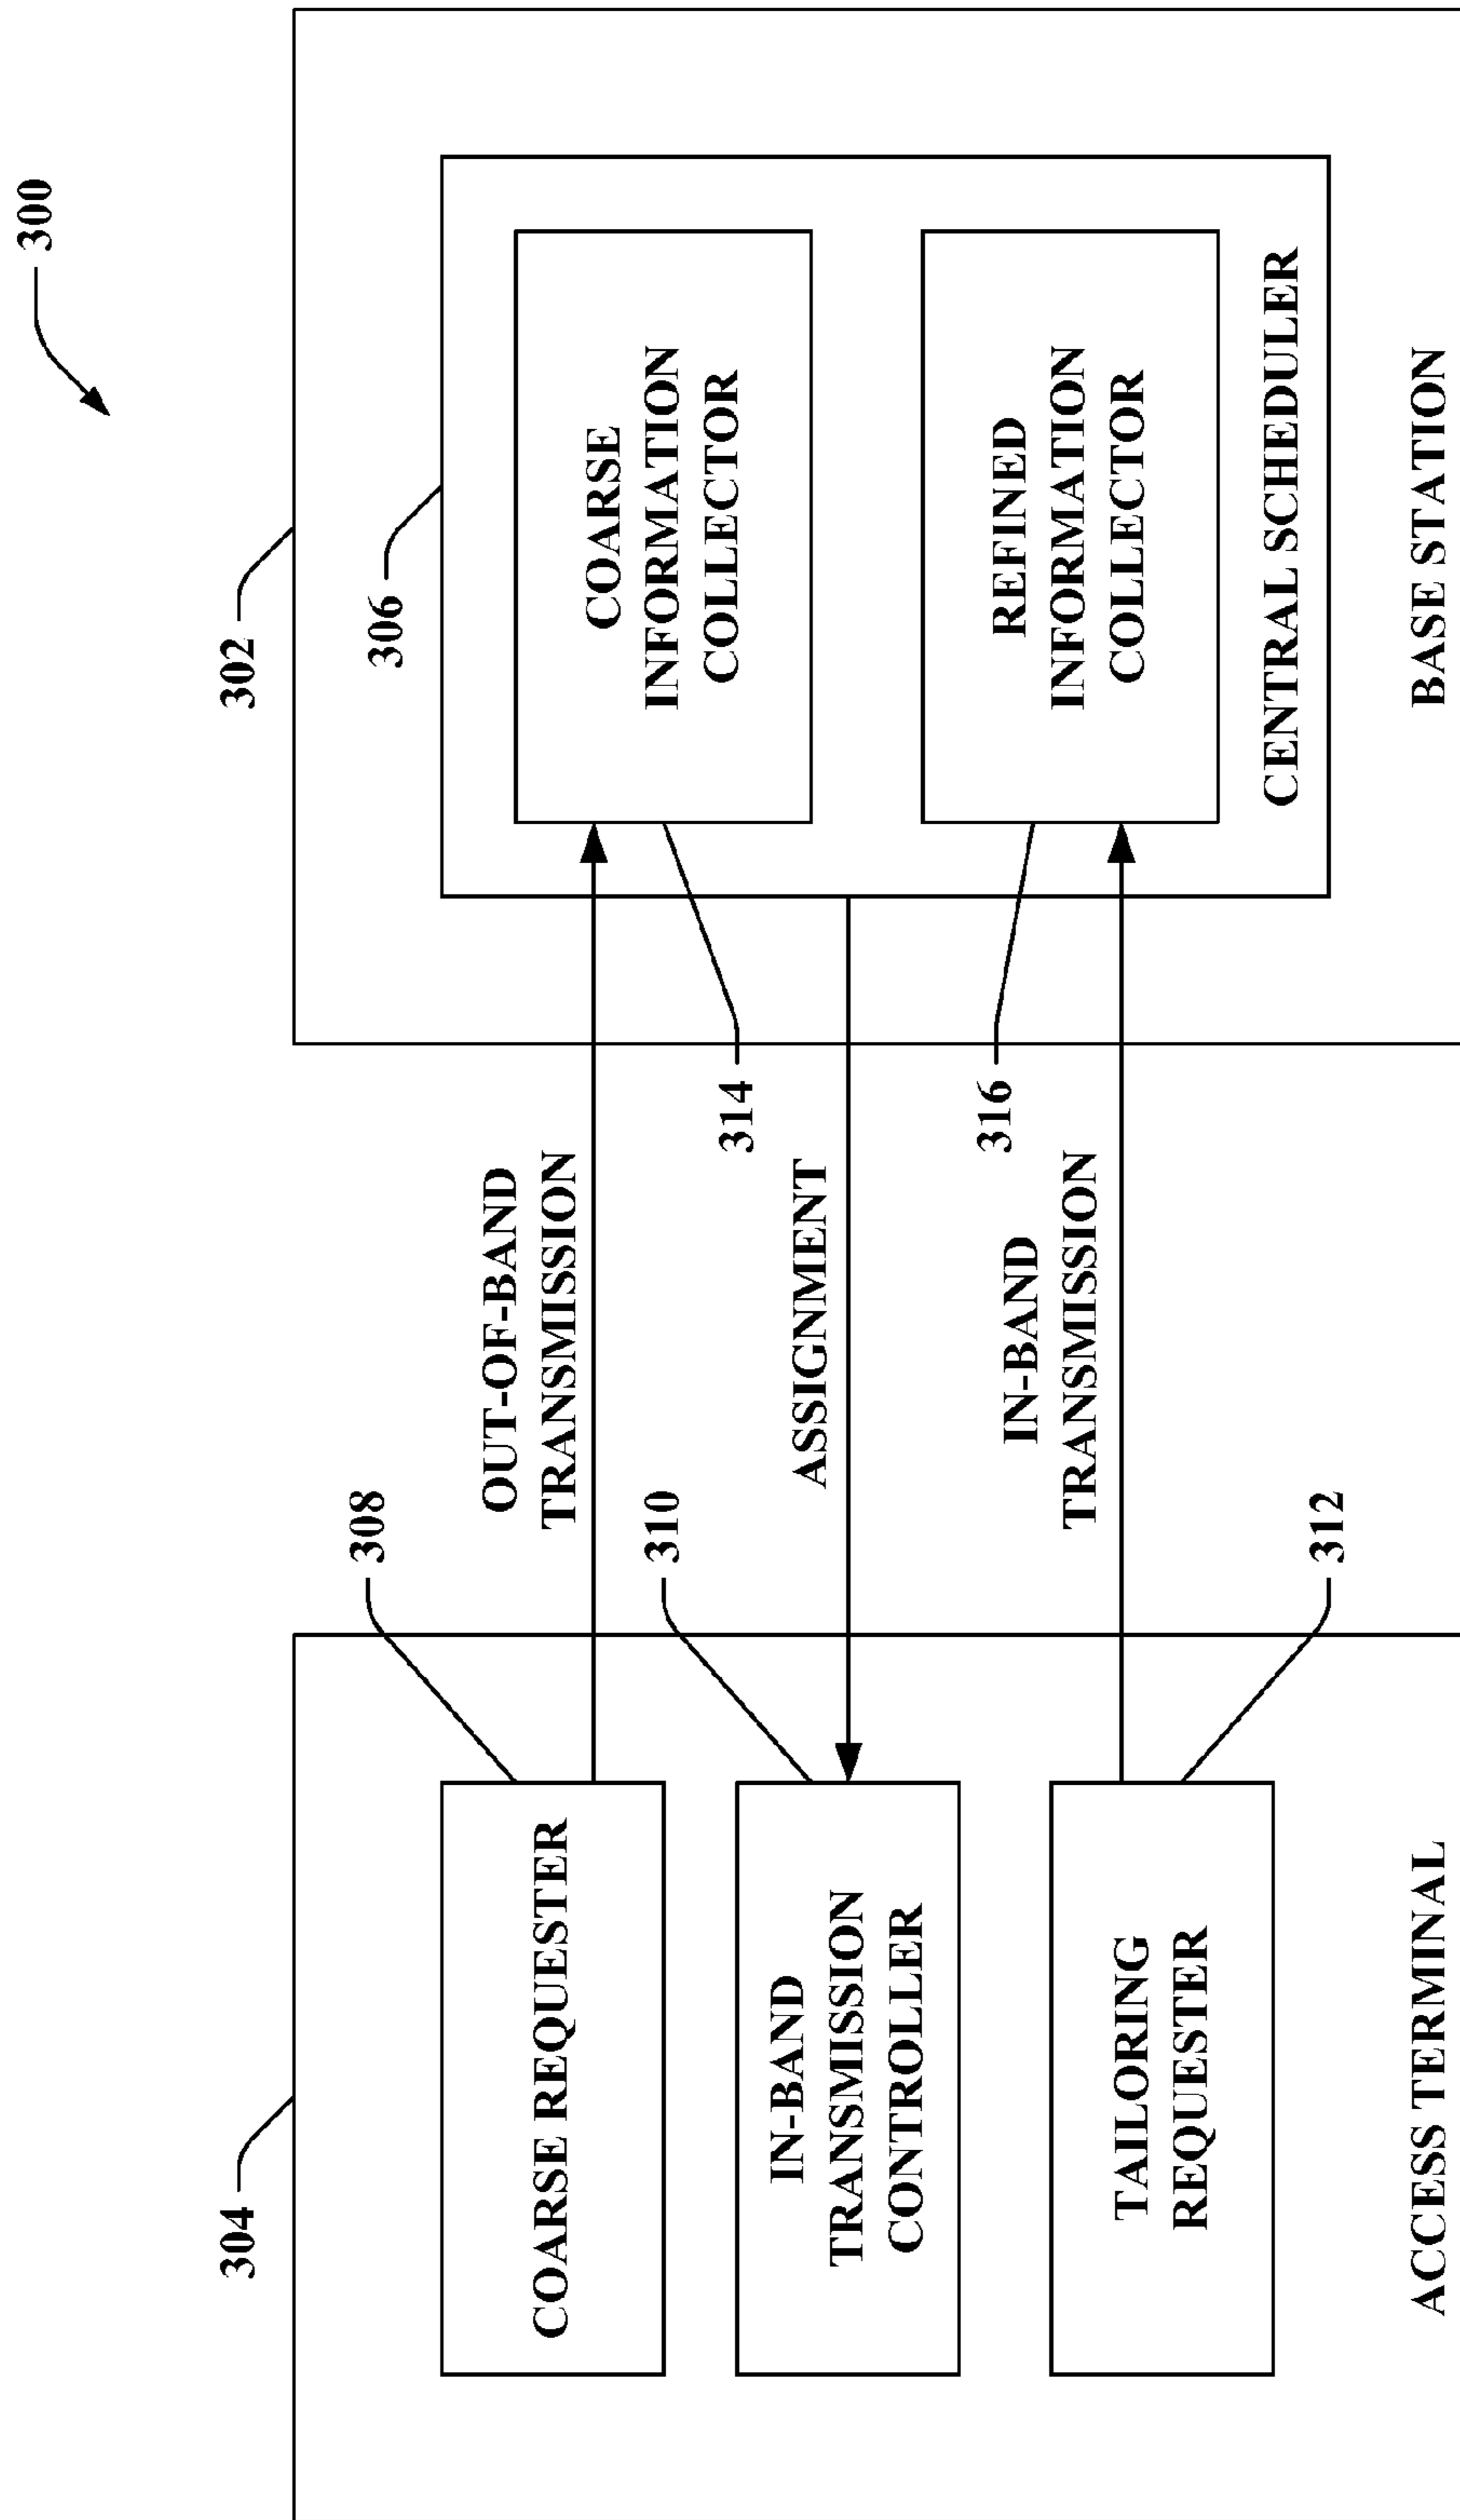 300
302
304
306
308
OUT-OF-BAND
TRANSMISSION
COARSE REQUESTER
COARSE
INFORMATION
COLLECTOR
310
314
ASSIGNMENT
IN-BAND
TRANSMISSION
CONTROLLER
316
IN-BAND
TRANSMISSION
TAILORING
REQUESTER
REFINED
INFORMATION
COLLECTOR
312
CENTRAL SCHEDULER
ACCESS TERMINAL
BASE STATION